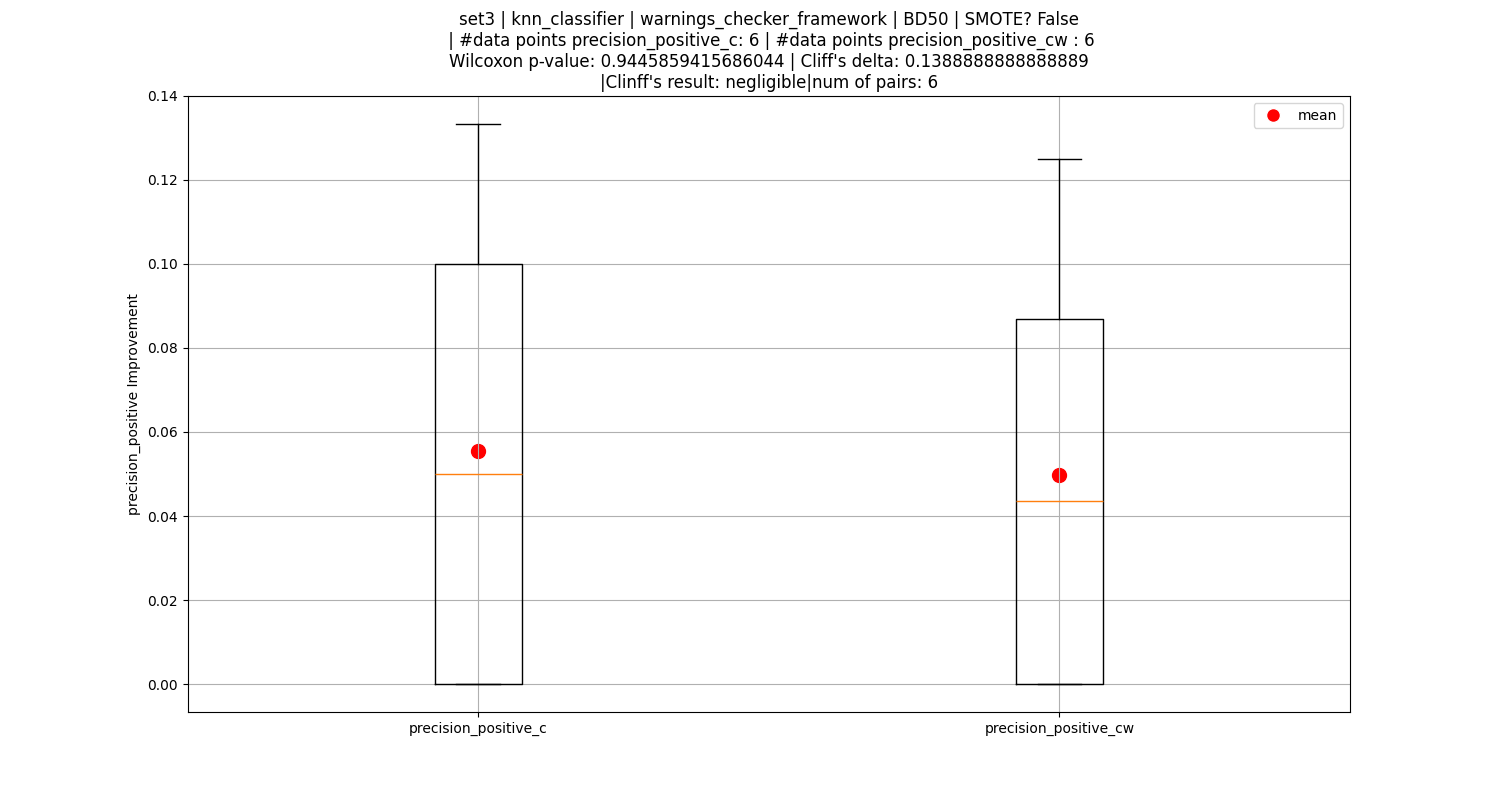 set3 | knn_classifier | warnings_checker_framework | BD50 | SMOTE? False
| #data points precision_positive_c: 6 | #data points precision_positive_cw : 6
Wilcoxon p-value: 0.9445859415686044 | Cliff's delta: 0.1388888888888889
|Clinff's result: negligible|num of pairs: 6
mean
precision_positive Improvement
0.14
0.12
0.10
0.08
0.06
0.04
0.02
0.00
precision_positive_c
precision_positive_cw